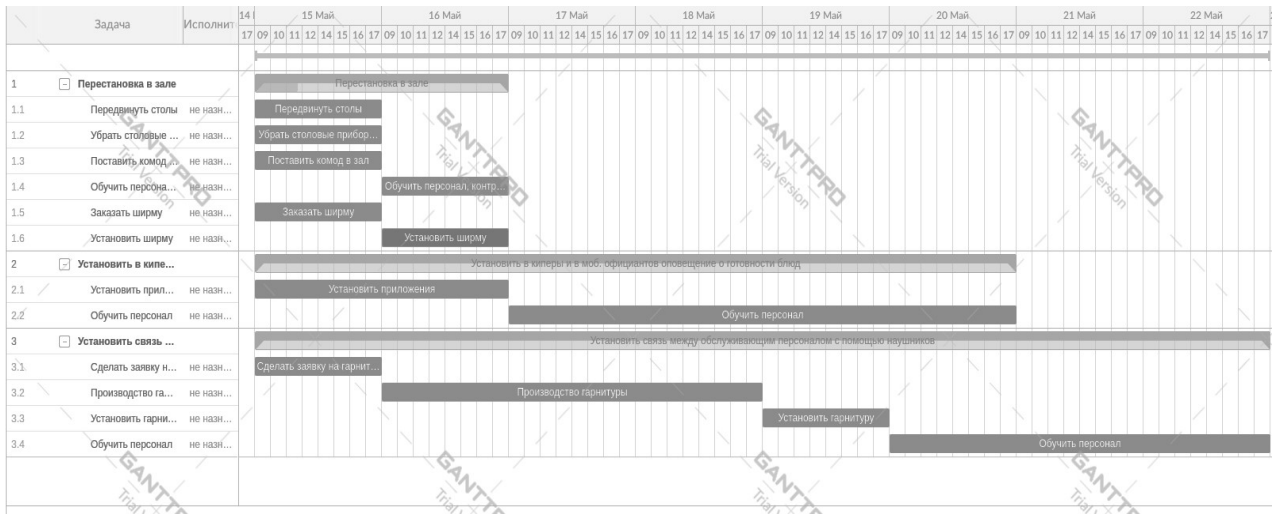 Задача Исполнит 14 15 Май 16 Май 17 Май 18 Май 19 Май 20 Май 21 Май 22 Май
17 09 10 11 12 14 15 16 17 09 10 11 12 14 15 16 17 09 10 11 12 14 15 16 17 09 10 11 12 14 15 16 17 09 10 11 12 14 15 16 17 09 10 11 12 14 15 16 17 09 10 11 12 14 15 16 17 09 10 11 12 14 15 16 17
1 Перестановка в зале Перестановка в зале
1.1 Передвинуть столы не назн... Передвинуть столы
1.2 Убрать столовые ... не назн... Убрать столовые прибор...
1.3 Поставить комод ... не назн... Поставить комод в зал
1.4 Обучить персона... не назн... Обучить персонал, контр...
1.5 Заказать ширму не назн... Заказать ширму
1.6 Установить ширму не назн... Установить ширму
2 Установить в кипе... Установить в киперы и в моб. официантов оповещение о готовности блюд
2.1 Установить прил... не назн... Установить приложения
2.2 Обучить персонал не назн... Обучить персонал
3 Установить связь ... Установить связь между обслуживающим персоналом с помощью наушников
3.1 Сделать заявку н... не назн... Сделать заявку на гарнит...
3.2 Производство га... не назн... Производство гарнитуры
3.3 Установить гарни... не назн... Установить гарнитуру
3.4 Обучить персонал не назн... Обучить персонал
GANTTPRO
Trial Version
GANTTPRO
Trial Version
GANTTPRO
Trial Version
GANTTPRO
Trial Version